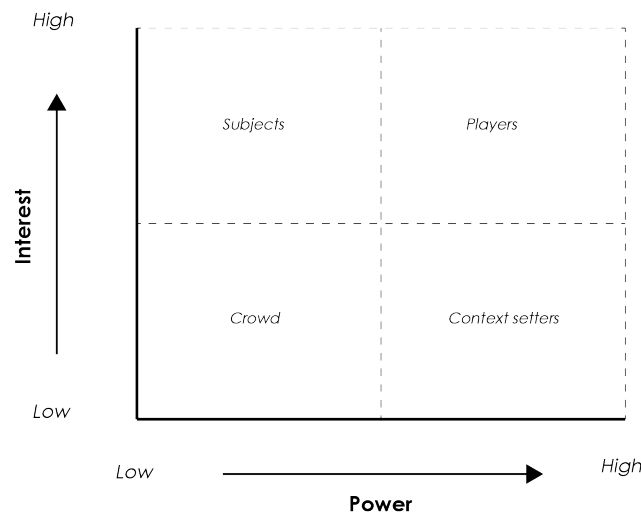 High
Subjects
Players
Interest
Crowd
Context setters
Low
Low
High
Power